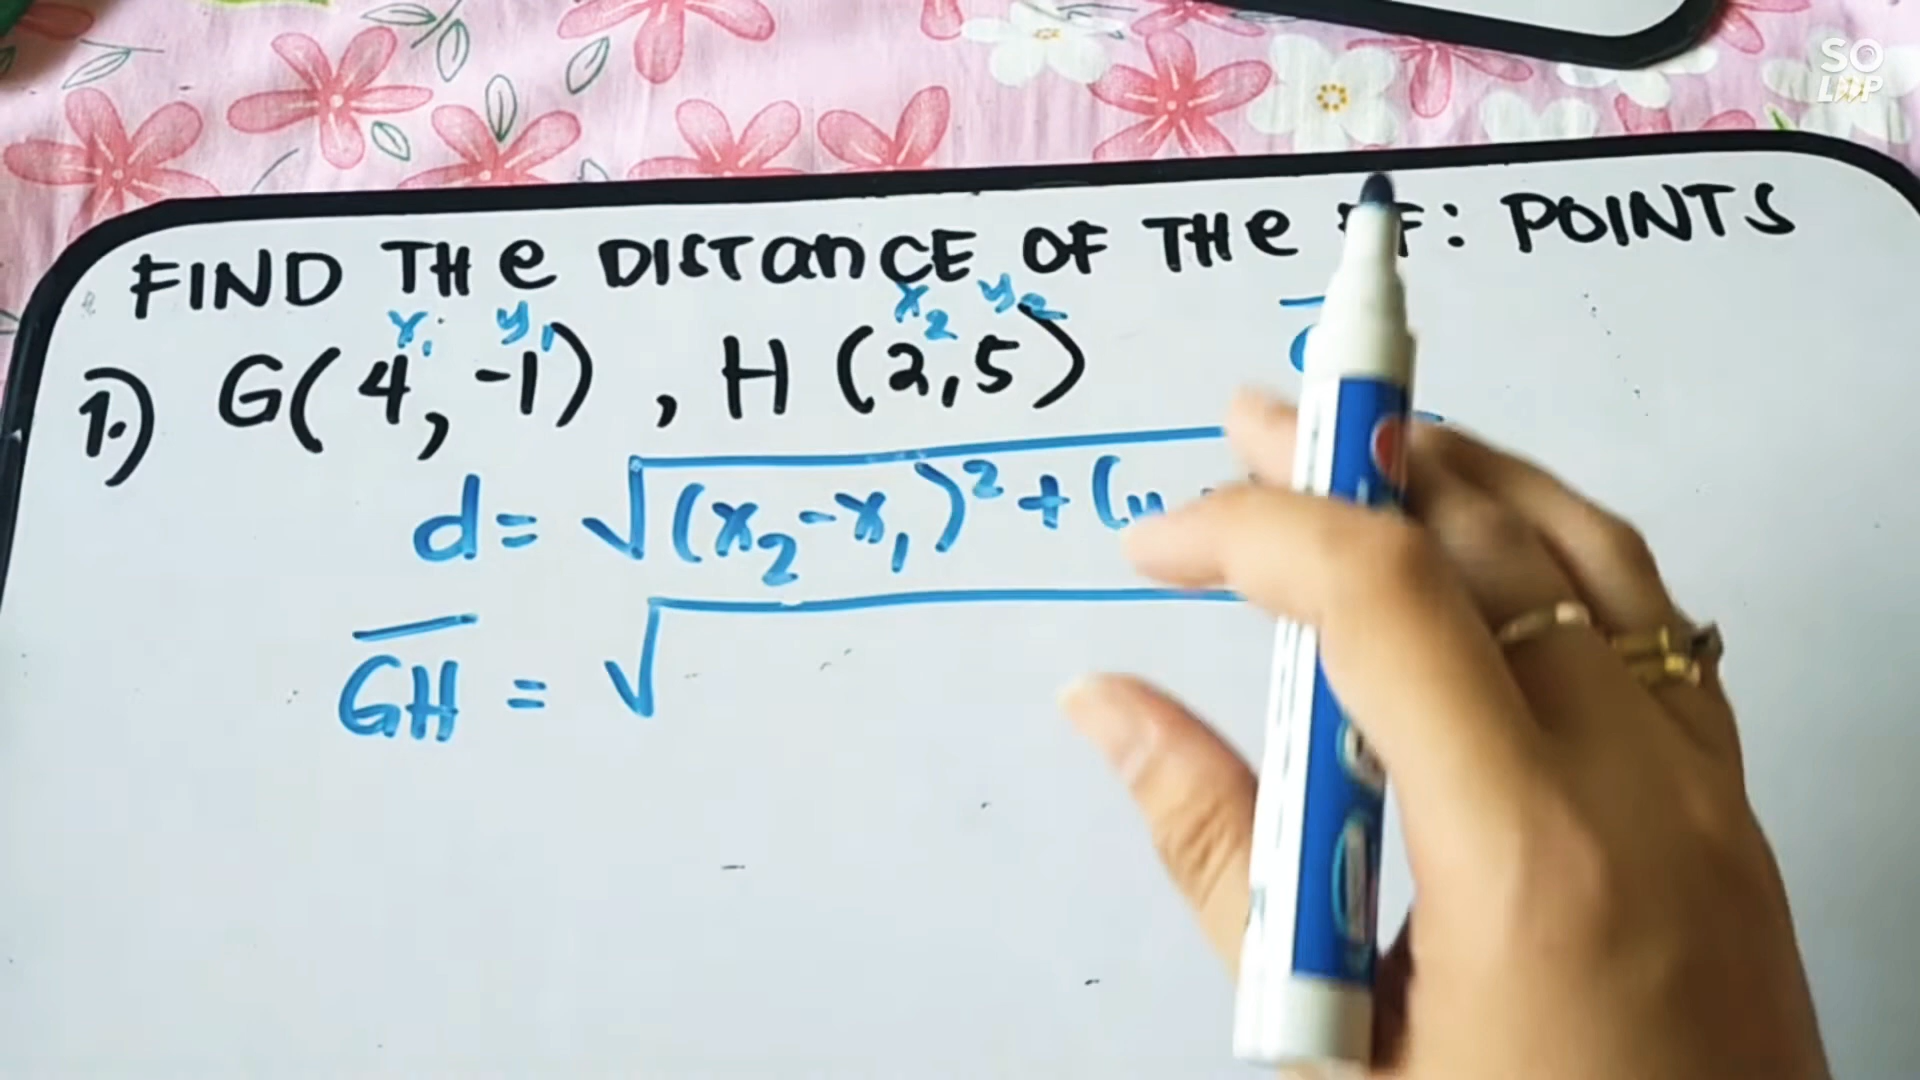 SO
LOOP
FIND THe DISTance OF THe F: POINTS
x₁ y₁ x₂ y₂
1.) G(4, -1), H(2,5)
d = √(x₂-x₁)² + (y
GH = √